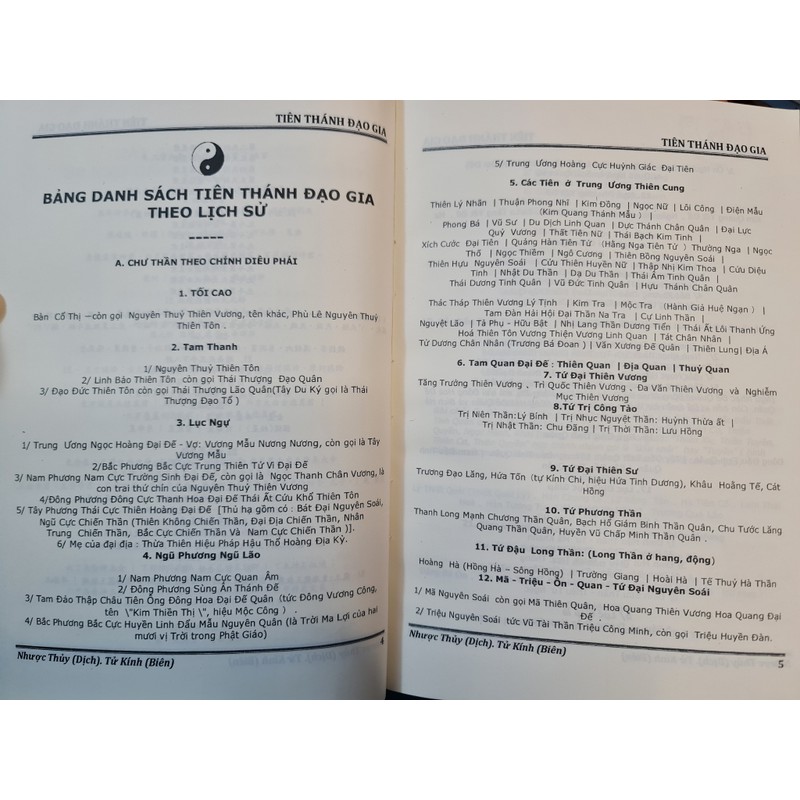 TIÊN THÁNH ĐẠO GIA
BẢNG DANH SÁCH TIÊN THÁNH ĐẠO GIA
THEO LỊCH SỬ
-----
A. CHƯ THẦN THEO CHỈNH DIÊU PHÁI
1. TỐI CAO
Bàn Cổ Thị –còn gọi Nguyên Thuỷ Thiên Vương, tên khác, Phù Lê Nguyên Thuỷ
Thiên Tôn .
2. Tam Thanh
1/ Nguyên Thuỷ Thiên Tôn
2/ Linh Bảo Thiên Tôn còn gọi Thái Thượng Đạo Quân
3/ Đạo Đức Thiên Tôn còn gọi Thái Thượng Lão Quân(Tây Du Ký gọi là Thái
Thượng Đạo Tổ )
3. Lục Ngự
1/ Trung Ương Ngọc Hoàng Đại Đế - Vợ: Vương Mẫu Nương Nương, còn gọi là Tây
Vương Mẫu
2/Bắc Phương Bắc Cực Trung Thiên Tử Vi Đại Đế
3/ Nam Phương Nam Cực Trường Sinh Đại Đế, còn gọi là Ngọc Thanh Chân Vương, là
con trai thứ chín của Nguyên Thuỷ Thiên Vương
4/Đông Phương Đông Cực Thanh Hoa Đại Đế Thái Ất Cứu Khổ Thiên Tôn
5/ Tây Phương Thái Cực Thiên Hoàng Đại Đế [Thủ hạ gồm có : Bát Đại Nguyên Soái,
Ngũ Cực Chiến Thần (Thiên Không Chiến Thần, Đại Địa Chiến Thần, Nhân
Trung Chiến Thần, Bắc Cực Chiến Thần Và Nam Cực Chiến Thần )].
6/ Mẹ của đại địa : Thừa Thiên Hiệu Pháp Hậu Thổ Hoàng Địa Kỳ.
4. Ngũ Phương Ngũ Lão
1/ Nam Phương Nam Cực Quan Âm
2/ Đông Phương Sùng Ân Thánh Đế
3/ Tam Đảo Thập Châu Tiên Ông Đông Hoa Đại Đế Quân (tức Đông Vương Công,
tên \"Kim Thiền Thị \", hiệu Mộc Công ) .
4/ Bắc Phương Bắc Cực Huyền Linh Đẩu Mẫu Nguyên Quân (là Trời Ma Lợi của hai
mươi vị Trời trong Phật Giáo)
4
Nhược Thủy (Dịch). Tử Kính (Biên)
TIÊN THÁNH ĐẠO GIA
5/ Trung Ương Hoàng Cực Huỳnh Giác Đại Tiên
5. Các Tiên ở Trung Ương Thiên Cung
Thiên Lý Nhãn | Thuận Phong Nhĩ | Kim Đồng | Ngọc Nữ | Lôi Công | Điện Mẫu
(Kim Quang Thánh Mẫu ) |
Phong Bá | Vũ Sư | Du Dịch Linh Quan | Dực Thánh Chân Quân | Đại Lực
Quỷ Vương | Thất Tiên Nữ | Thái Bạch Kim Tinh |
Xích Cước Đại Tiên | Quảng Hàn Tiên Tử (Hằng Nga Tiên Tử ) Thường Nga | Ngọc
Thố | Ngọc Thiềm | Ngô Cương | Thiên Bồng Nguyên Soái |
Thiên Hựu Nguyên Soái | Cửu Thiên Huyền Nữ | Thập Nhị Kim Thoa | Cửu Diệu
Tinh | Nhật Du Thần | Dạ Du Thần | Thái Âm Tinh Quân |
Thái Dương Tinh Quân | Vũ Đức Tinh Quân | Hựu Thánh Chân Quân
Thác Tháp Thiên Vương Lý Tịnh | Kim Tra | Mộc Tra (Hành Giả Huệ Ngạn ) |
Tam Đàn Hải Hội Đại Thần Na Tra | Cự Linh Thần |
Nguyệt Lão | Tả Phụ - Hữu Bật | Nhị Lang Thần Dương Tiễn | Thái Ất Lôi Thanh Ứng
Hoá Thiên Tôn Vương Thiện Vương Linh Quan | Tát Chân Nhân |
Tử Dương Chân Nhân (Trương Bá Đoan ) | Văn Xương Đế Quân | Thiên Lung| Địa Á
6. Tam Quan Đại Đế : Thiên Quan | Địa Quan | Thuỷ Quan
7. Tứ Đại Thiên Vương
Tăng Trưởng Thiên Vương . Trì Quốc Thiên Vương . Đa Văn Thiên Vương và Nghiễm
Mục Thiên Vương
8.Tứ Trị Công Tào
Trị Niên Thần:Lý Bính | Trị Nhục Nguyệt Thần: Huỳnh Thừa ất |
Trị Nhật Thần: Chu Đăng | Trị Thời Thần: Lưu Hồng
9. Tứ Đại Thiên Sư
Trương Đạo Lăng, Hứa Tốn (tự Kính Chi, hiệu Hứa Tinh Dương), Khâu Hoằng Tế, Cát
Hồng
10. Tứ Phương Thần
Thanh Long Mạnh Chương Thần Quân, Bạch Hổ Giám Binh Thần Quân, Chu Tước Lăng
Quang Thần Quân, Huyền Vũ Chấp Minh Thần Quân .
11. Tứ Đậu Long Thần: (Long Thần ở hang, động)
Hoàng Hà (Hồng Hà – Sông Hồng) | Trường Giang | Hoài Hà | Tế Thuỷ Hà Thần
12. Mã - Triệu - Ôn - Quan - Tứ Đại Nguyên Soái
1/ Mã Nguyên Soái còn gọi Mã Thiên Quân, Hoa Quang Thiên Vương Hoa Quang Đại
Đế .
2/ Triệu Nguyên Soái tức Vũ Tài Thần Triệu Công Minh, còn gọi Triệu Huyền Đàn.
Nhược Thủy (Dịch). Tử Kính (Biên)
5